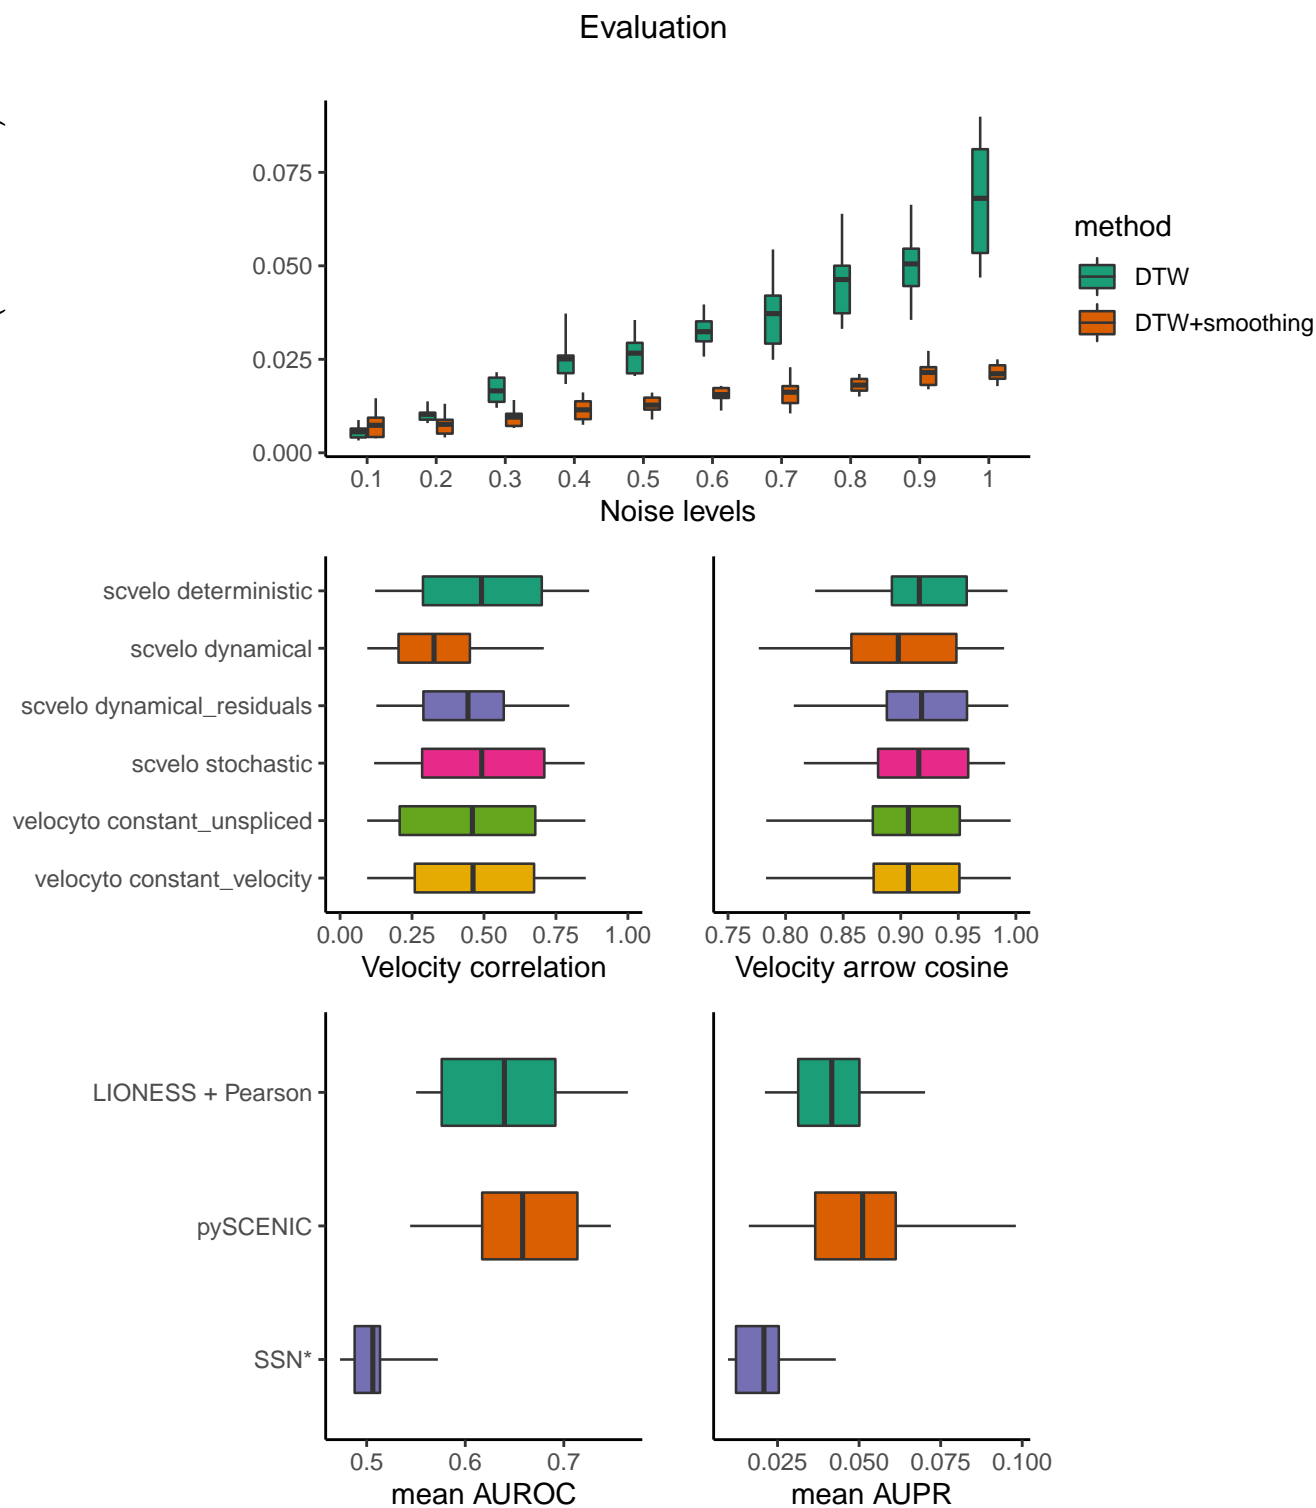 Evaluation
0.075
0.050
0.025
0.000
0.1 0.2 0.3 0.4 0.5 0.6 0.7 0.8 0.9 1
Noise levels
method
DTW
DTW+smoothing
scvelo deterministic
scvelo dynamical
scvelo dynamical_residuals
scvelo stochastic
velocyto constant_unspliced
velocyto constant_velocity
0.00 0.25 0.50 0.75 1.00
Velocity correlation
0.75 0.80 0.85 0.90 0.95 1.00
Velocity arrow cosine
LIONESS + Pearson
pySCENIC
SSN*
0.5 0.6 0.7
mean AUROC
0.025 0.050 0.075 0.100
mean AUPR